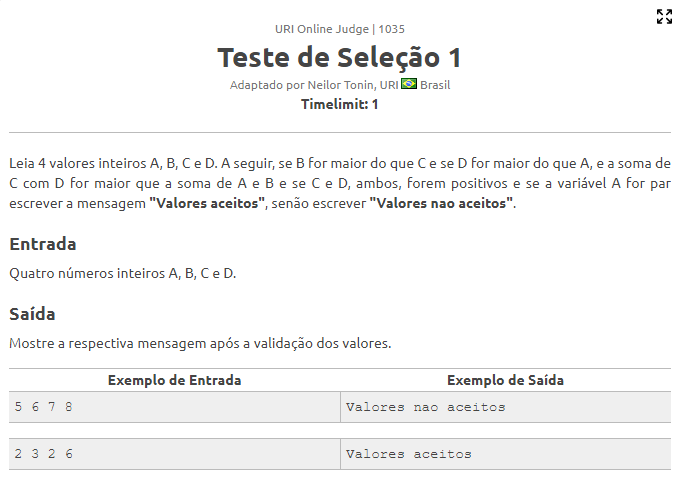 URI Online Judge | 1035
Teste de Seleção 1
Adaptado por Neilor Tonin, URI Brasil
Timelimit: 1
Leia 4 valores inteiros A, B, C e D. A seguir, se B for maior do que C e se D for maior do que A, e a soma de
C com D for maior que a soma de A e B e se C e D, ambos, forem positivos e se a variável A for par
escrever a mensagem "Valores aceitos", senão escrever "Valores nao aceitos".
Entrada
Quatro números inteiros A, B, C e D.
Saída
Mostre a respectiva mensagem após a validação dos valores.
Exemplo de Entrada Exemplo de Saída
5 6 7 8 Valores nao aceitos
2 3 2 6 Valores aceitos